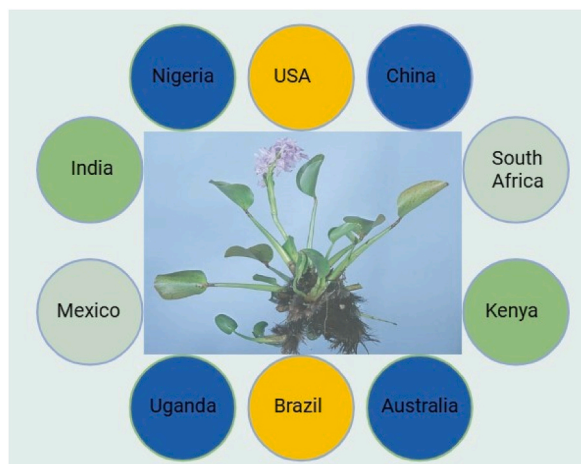 Nigeria
USA
China
India
South
Africa
Mexico
Kenya
Uganda
Brazil
Australia